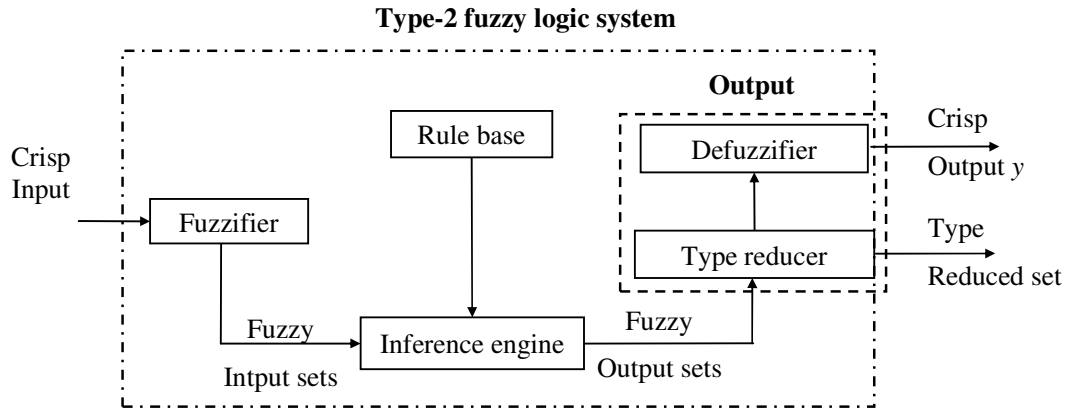 Type-2 fuzzy logic system
Output
Crisp
Output y
Rule base
Defuzzifier
Crisp
Input
Fuzzifier
Type
Reduced set
Type reducer
Fuzzy
Intput sets
Inference engine
Fuzzy
Output sets